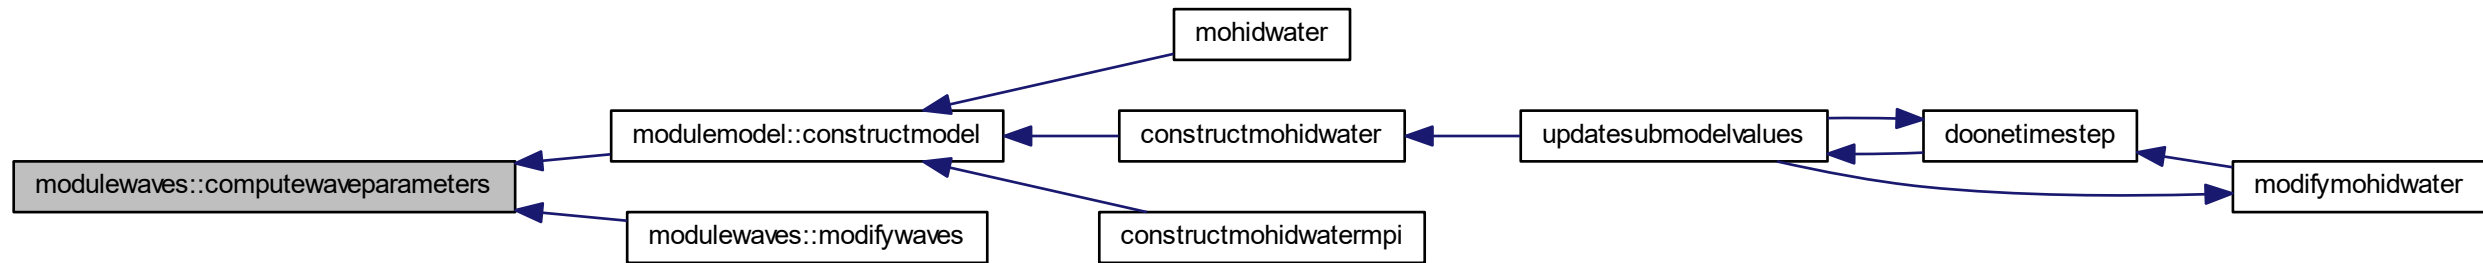 mohidwater
modulemodel::constructmodel
constructmohidwater
updatesubmodelvalues
doonetimestep
modulewaves::computewaveparameters
modifymohidwater
modulewaves::modifywaves
constructmohidwatermpi